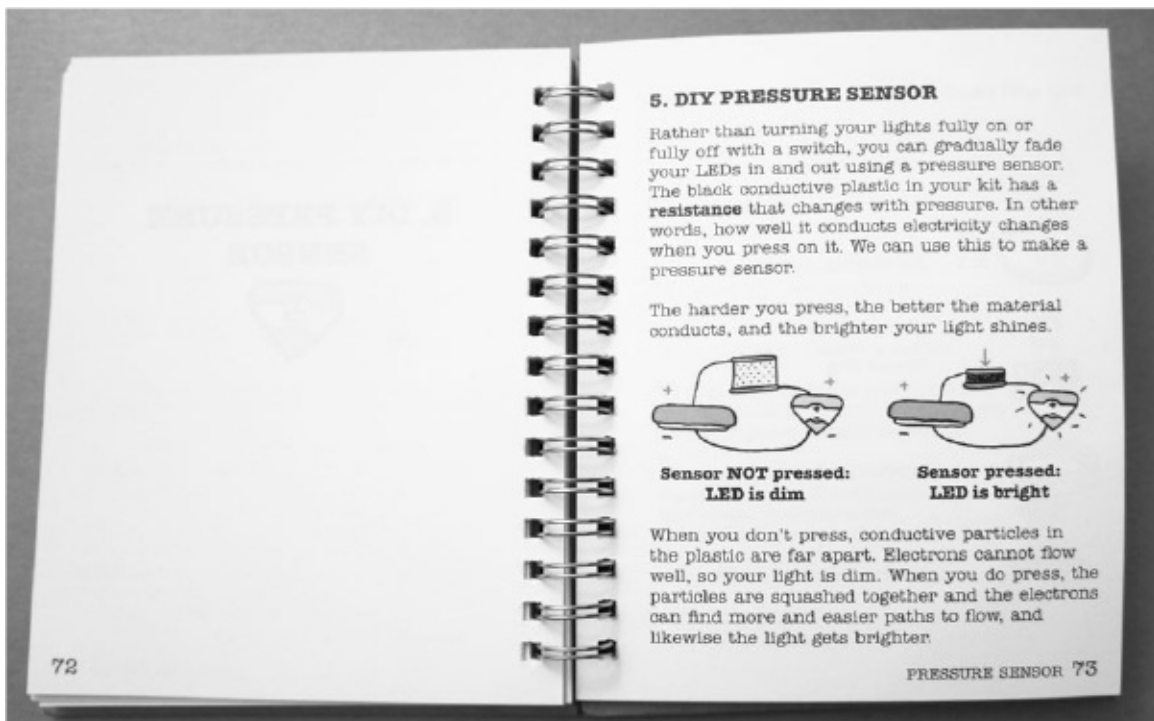 72
5. DIY PRESSURE SENSOR
Rather than turning your lights fully on or
fully off with a switch, you can gradually fade
your LEDs in and out using a pressure sensor.
The black conductive plastic in your kit has a
resistance that changes with pressure. In other
words, how well it conducts electricity changes
when you press on it. We can use this to make a
pressure sensor.
The harder you press, the better the material
conducts, and the brighter your light shines.
+ +
- -
+ +
- -
Sensor NOT pressed:
LED is dim
Sensor pressed:
LED is bright
When you don't press, conductive particles in
the plastic are far apart. Electrons cannot flow
well, so your light is dim. When you do press, the
particles are squashed together and the electrons
can find more and easier paths to flow, and
likewise the light gets brighter.
PRESSURE SENSOR 73